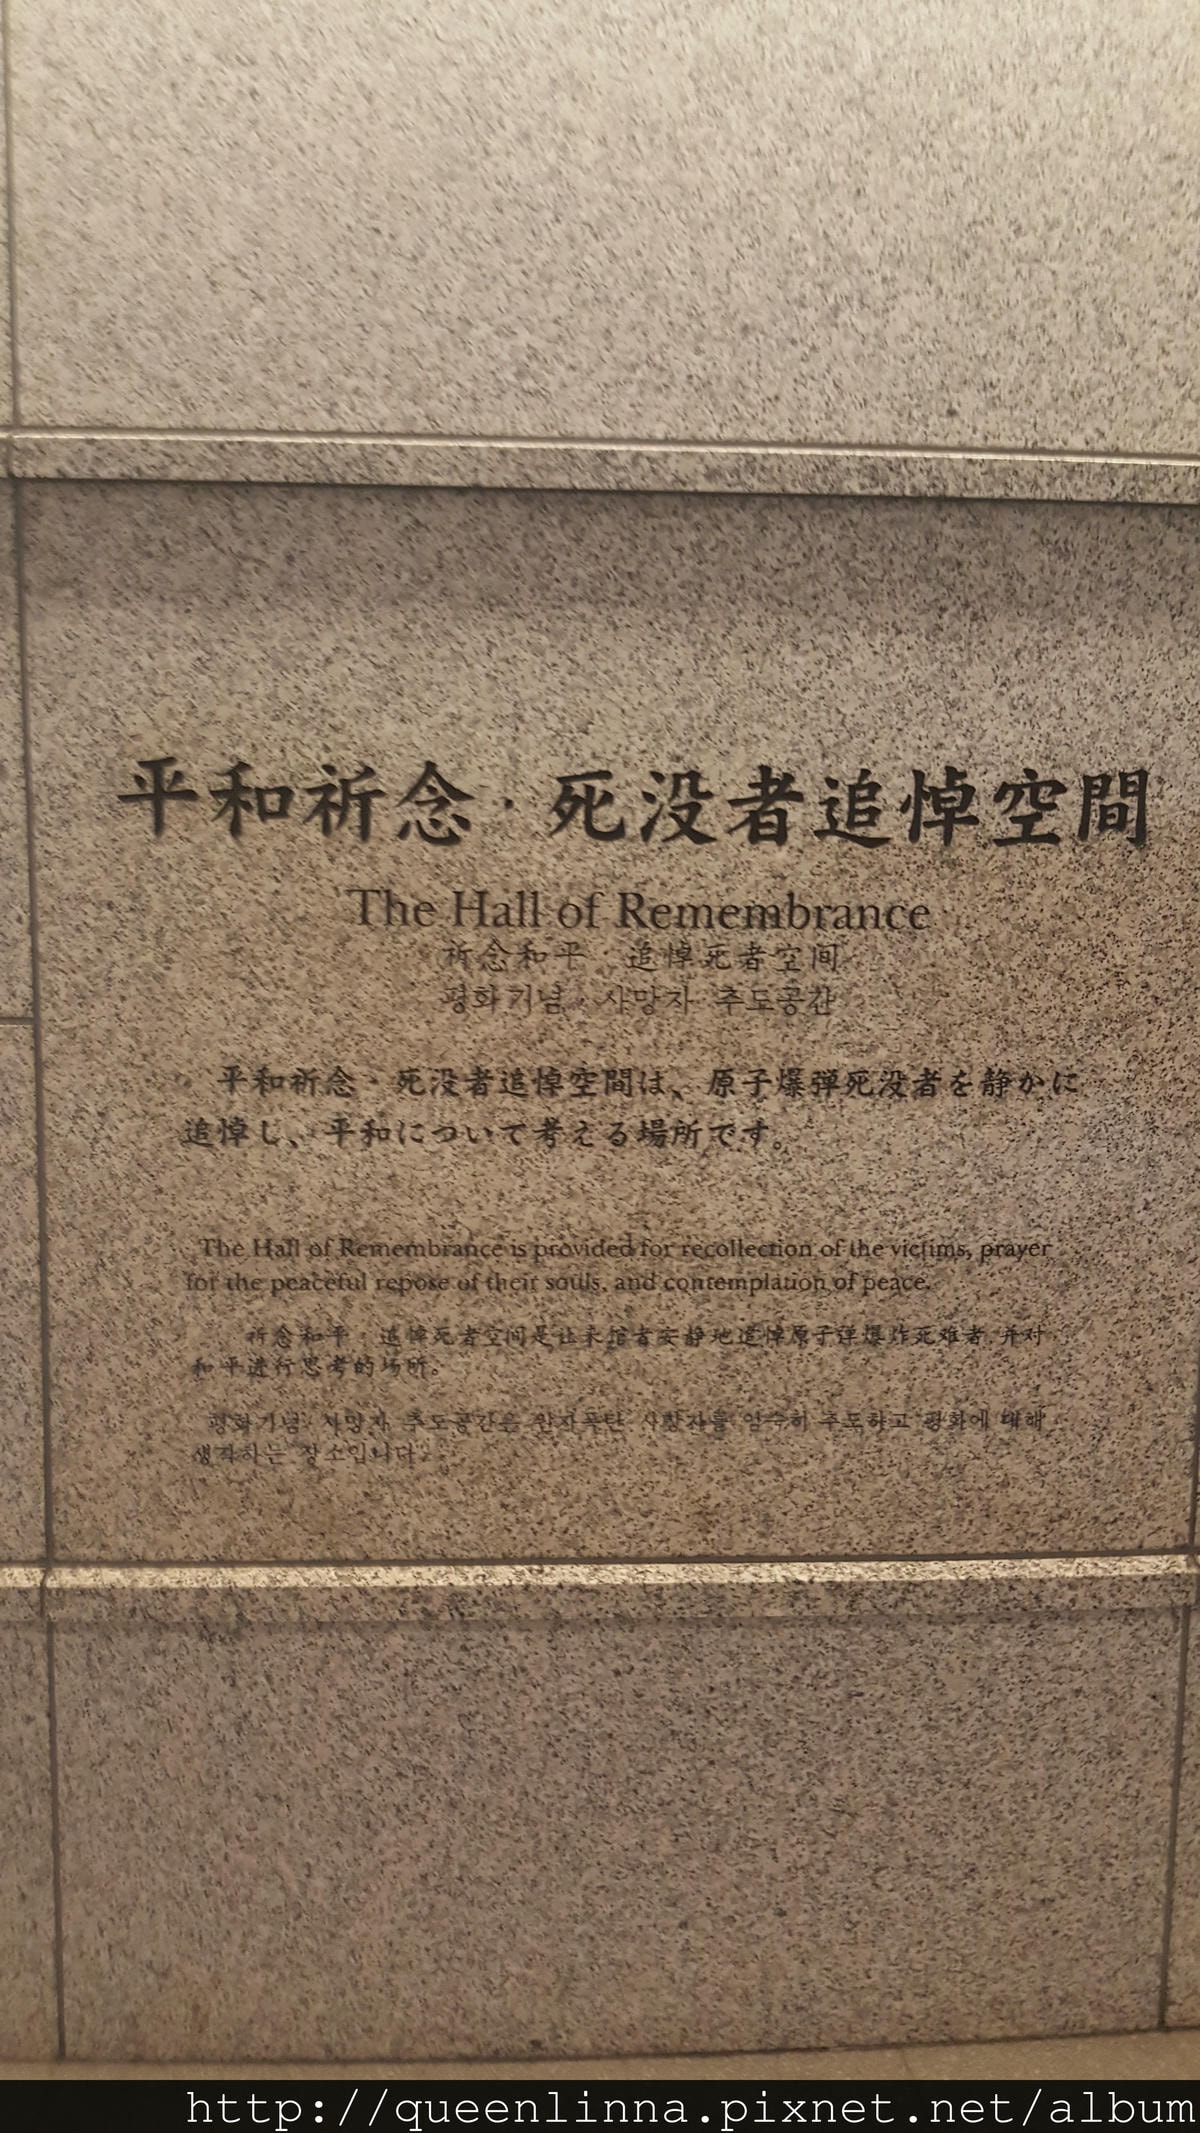 平和祈念・死没者追悼空間
The Hall of Remembrance
祈念和平・追悼死者空间
평화기념・사망자 추도공간
平和祈念・死没者追悼空間は、原子爆弾死没者を静かに
追悼し、平和について考える場所です。
The Hall of Remembrance is provided for recollection of the victims, prayer
for the peaceful repose of their souls, and contemplation of peace.
祈念和平・追悼死者空间是让来馆者安静地追悼原子弹爆炸死难者 并对
和平进行思考的场所。
평화기념・사망자 추도공간은 원자폭탄 사망자를 엄숙히 추도하고 평화에 대해
생각하는 장소입니다.
http://queenlinna.pixnet.net/album